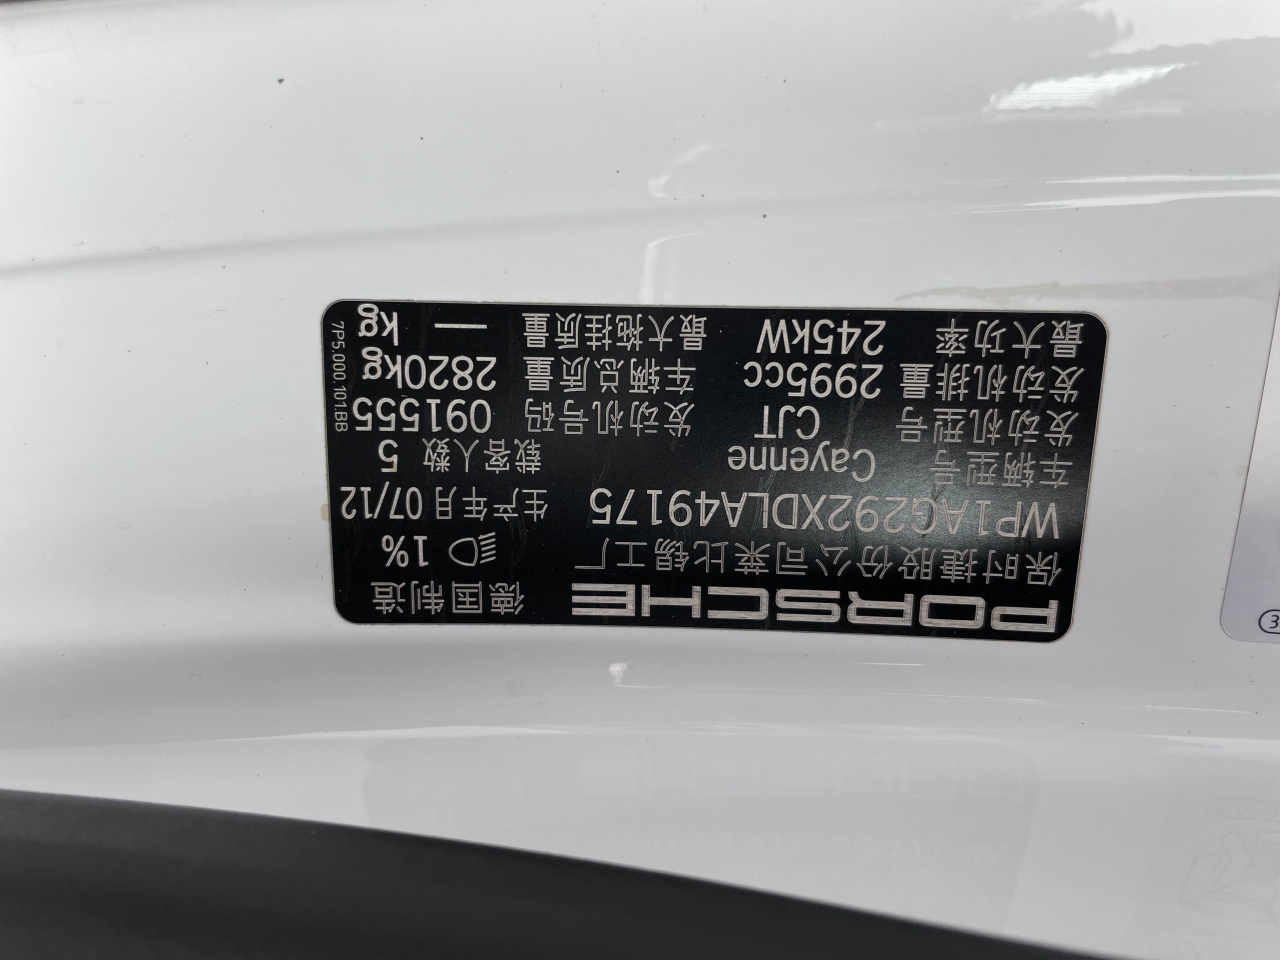 PORSCHE 德国制造
保时捷股份公司莱比锡工厂 1%
WP1AG292XDLA49175 生产年月 07/12
车辆型号 Cayenne 载客人数 5
发动机型号 CJT 发动机号码 091555
发动机排量 2995cc 车辆总质量 2820kg
最大功率 245kW 最大拖挂质量 — kg
7P5.000.101.BB
3